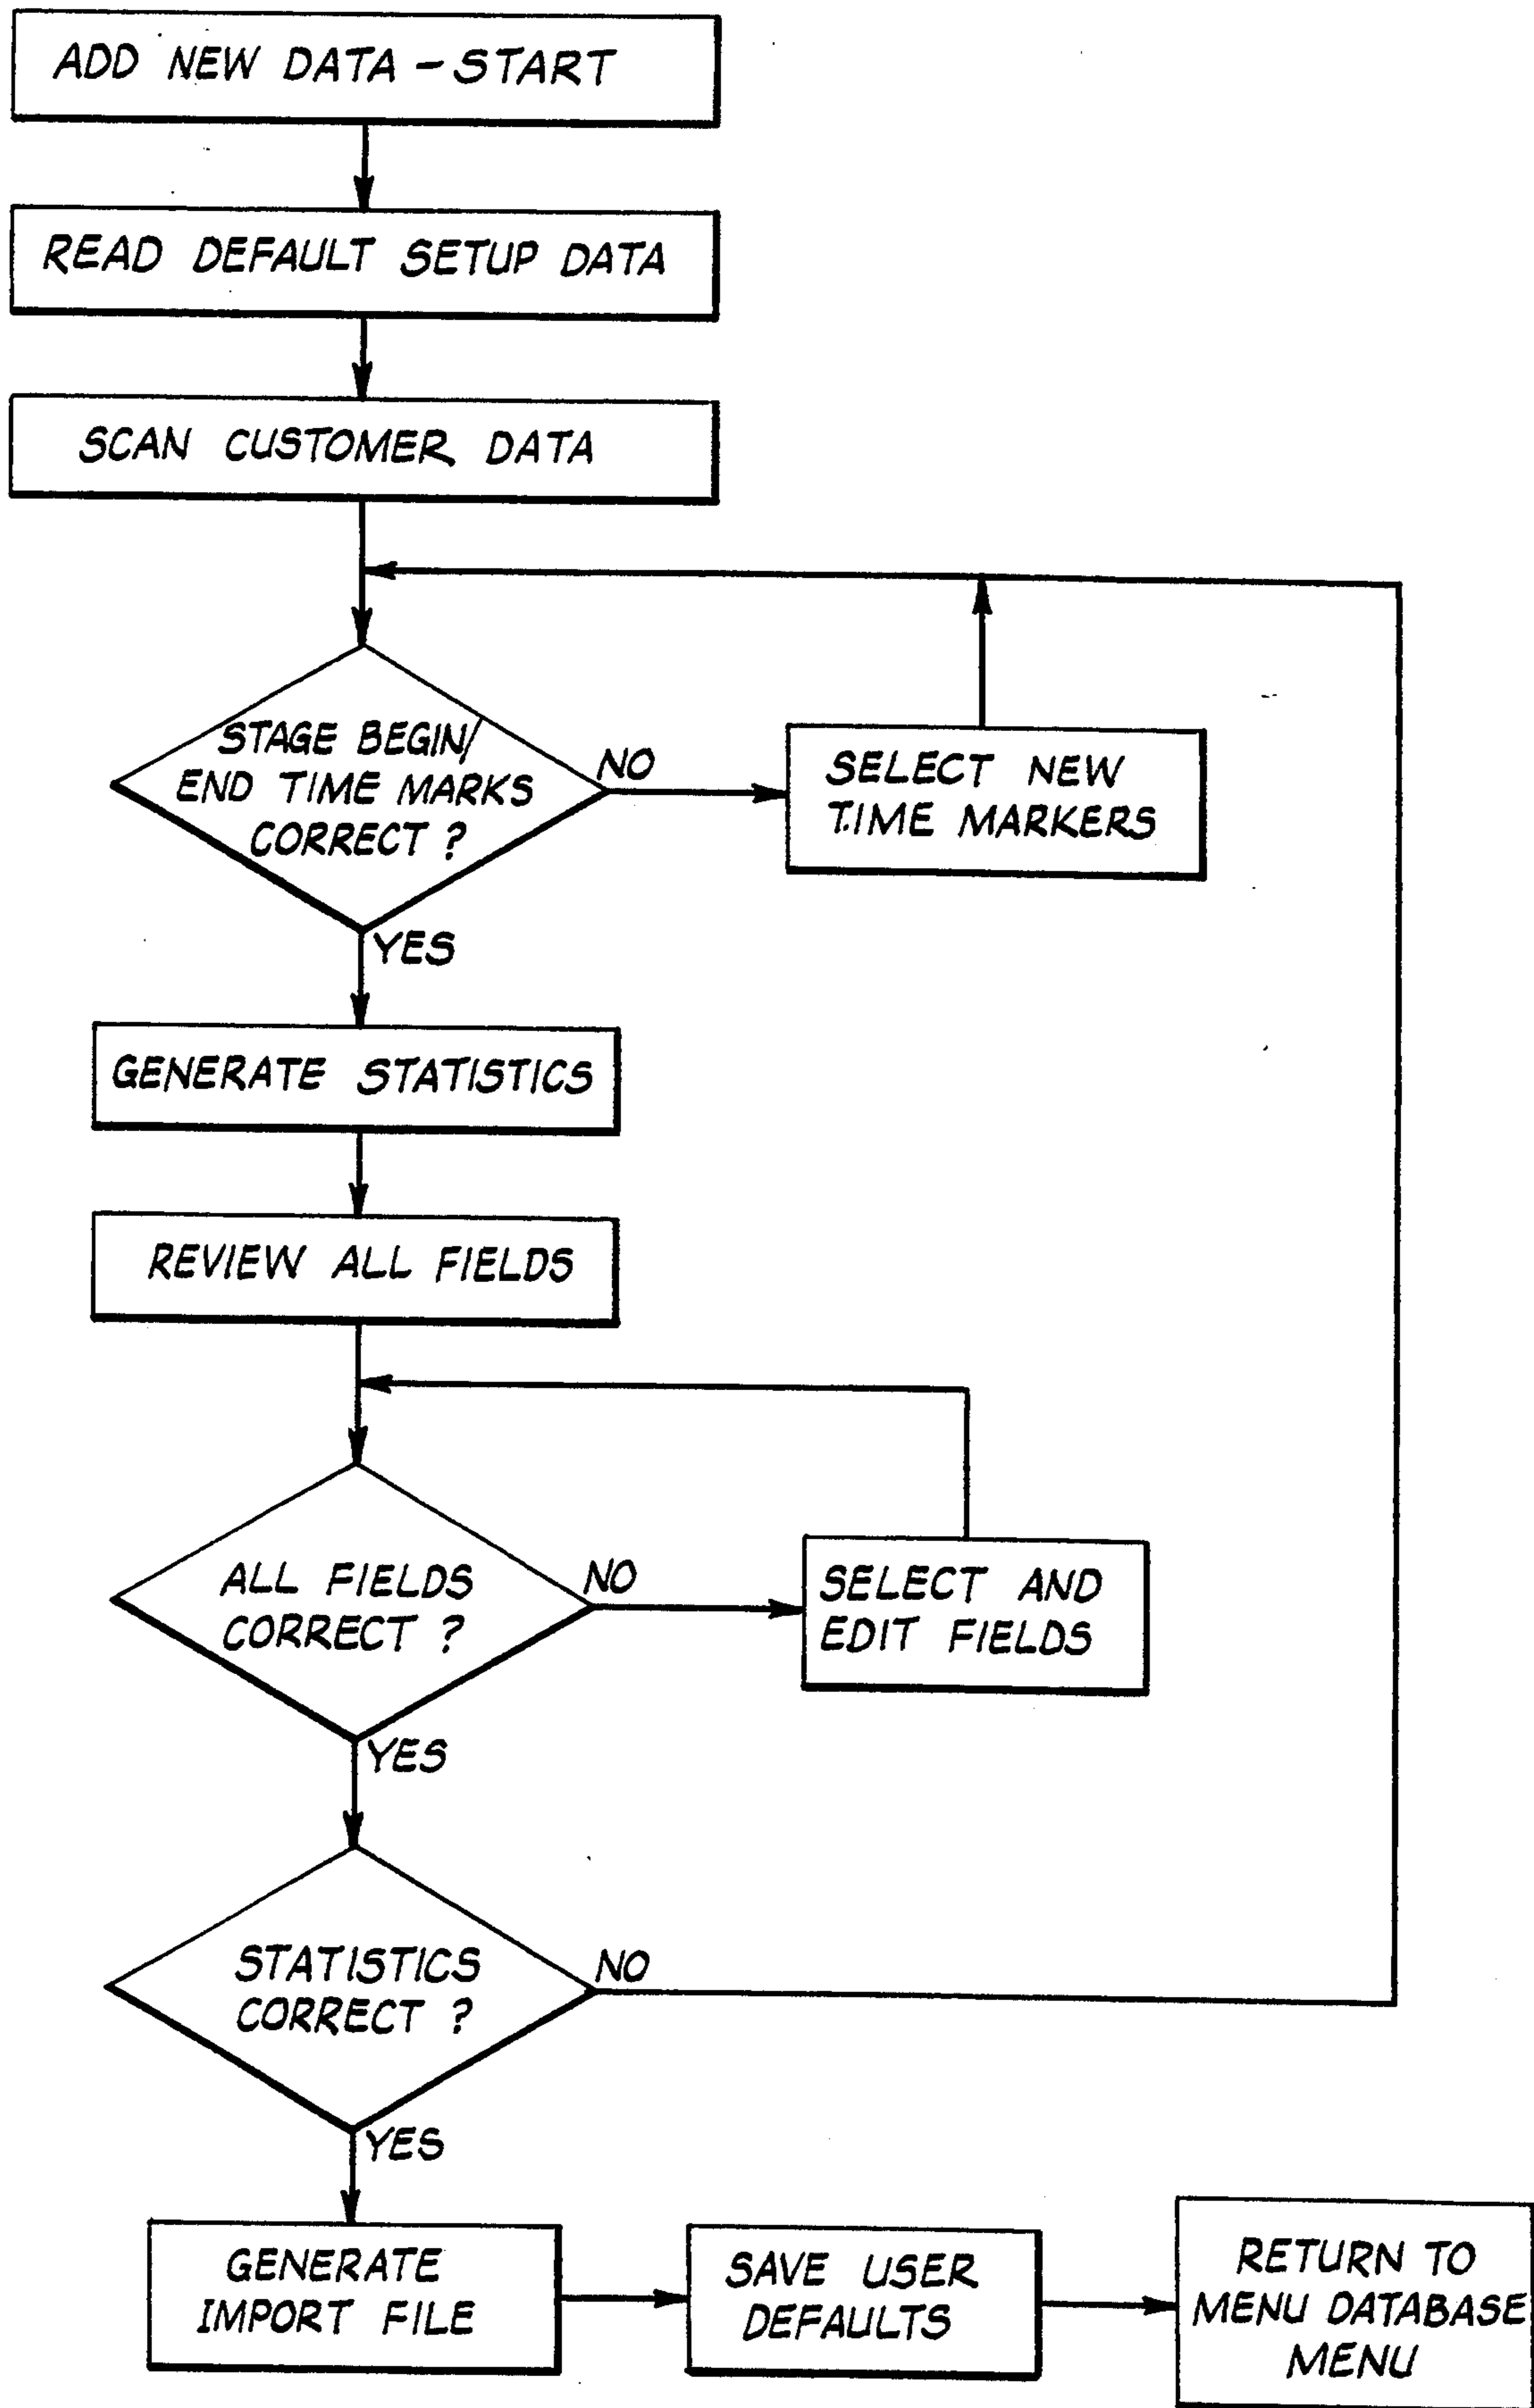 ADD NEW DATA - START
READ DEFAULT SETUP DATA
SCAN CUSTOMER DATA
STAGE BEGIN/
END TIME MARKS
CORRECT ?
NO
SELECT NEW
TIME MARKERS
YES
GENERATE STATISTICS
REVIEW ALL FIELDS
ALL FIELDS
CORRECT ?
NO
SELECT AND
EDIT FIELDS
YES
STATISTICS
CORRECT ?
NO
YES
GENERATE
IMPORT FILE
SAVE USER
DEFAULTS
RETURN TO
MENU DATABASE
MENU